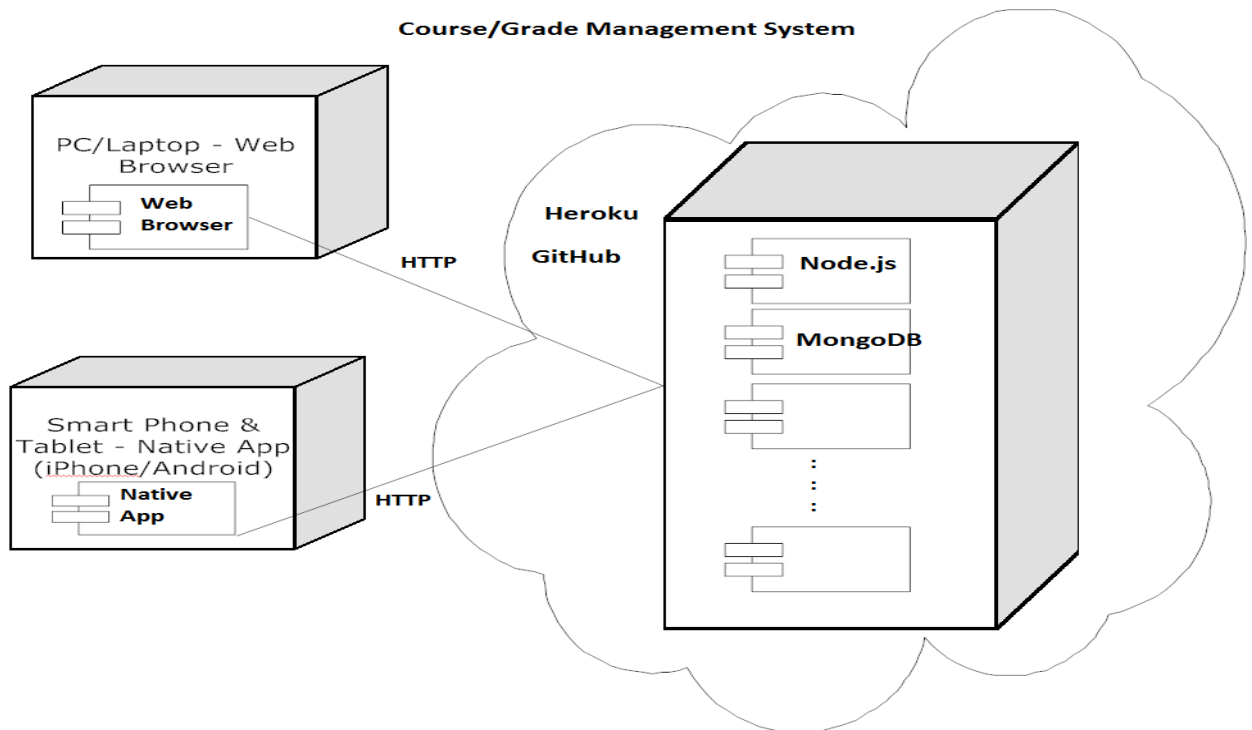 Course/Grade Management System
PC/Laptop - Web
Browser
Web
Browser
HTTP
Smart Phone &
Tablet - Native App
(iPhone/Android)
Native
App
HTTP
Heroku
GitHub
Node.js
MongoDB